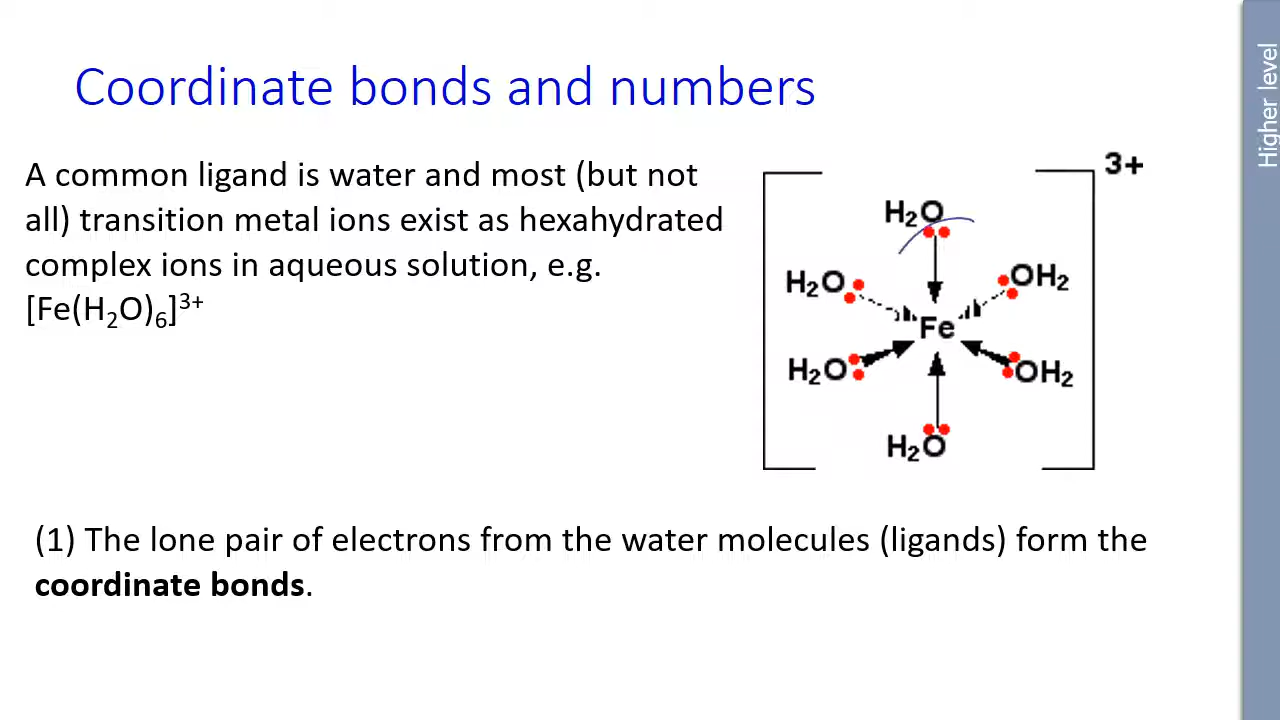 Coordinate bonds and numbers
Higher level
A common ligand is water and most (but not
all) transition metal ions exist as hexahydrated
complex ions in aqueous solution, e.g.
[Fe(H₂O)₆]³⁺
3+
H₂O
H₂O
OH₂
Fe
H₂O
OH₂
H₂O
(1) The lone pair of electrons from the water molecules (ligands) form the
coordinate bonds.